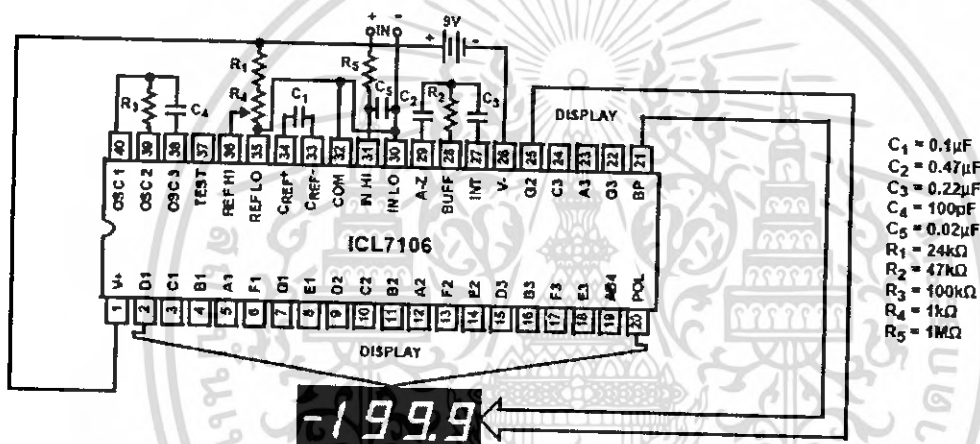 9V
+ -
+ IN -
R1
R5
R4
R3
C4
C1
C5
C2
R2
C3
DISPLAY
40 39 38 37 36 35 34 33 32 31 30 29 28 27 26 25 24 23 22 21
OSC 1 OSC 2 OSC 3 TEST REF HI REF LO CREF+ CREF- COM IN HI IN LO A-Z BUFF INT V- G2 C3 A3 G3 BP
ICL7106
V+ D1 C1 B1 A1 F1 G1 E1 D2 C2 B2 A2 F2 E2 D3 B3 F3 E3 AB4 POL
1 2 3 4 5 6 7 8 9 10 11 12 13 14 15 16 17 18 19 20
DISPLAY
-199.9
C1 = 0.1µF
C2 = 0.47µF
C3 = 0.22µF
C4 = 100pF
C5 = 0.02µF
R1 = 24kΩ
R2 = 47kΩ
R3 = 100kΩ
R4 = 1kΩ
R5 = 1MΩ